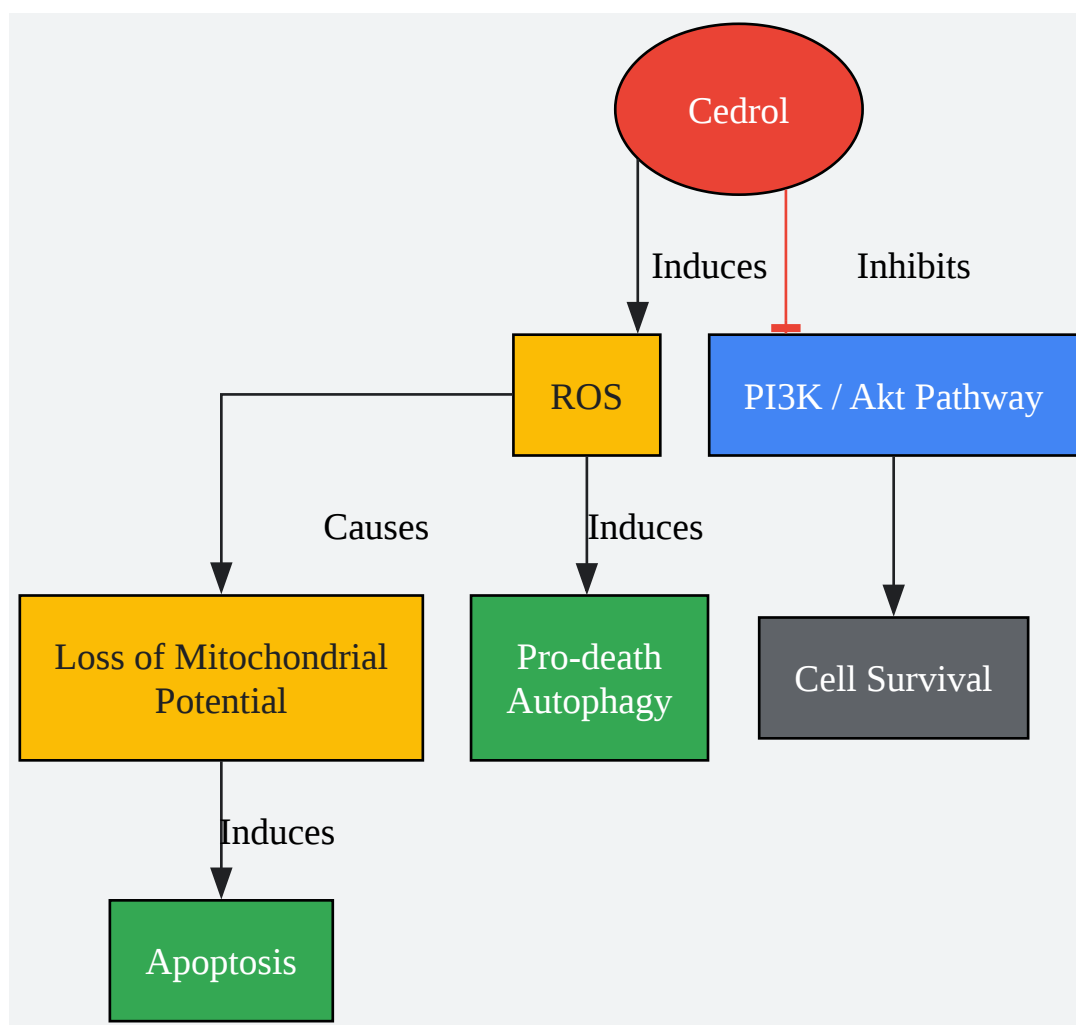 Cedrol
Induces
Inhibits
ROS
PI3K / Akt Pathway
Causes
Induces
Loss of Mitochondrial
Potential
Pro-death
Autophagy
Cell Survival
Induces
Apoptosis